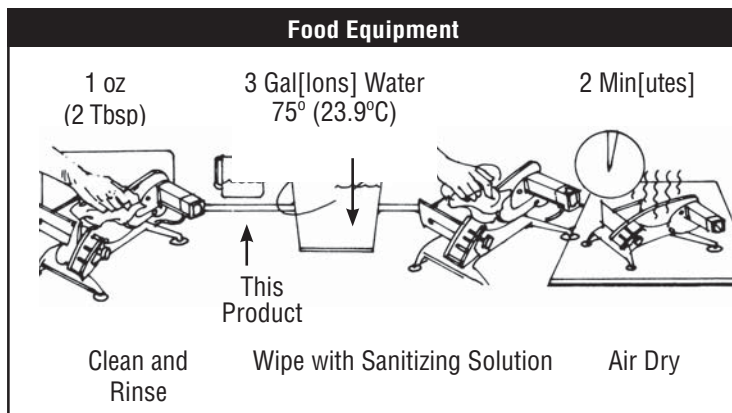 Food Equipment
1 oz
(2 Tbsp)
3 Gal[lons] Water
75º (23.9ºC)
2 Min[utes]
This
Product
Clean and
Rinse
Wipe with Sanitizing Solution
Air Dry